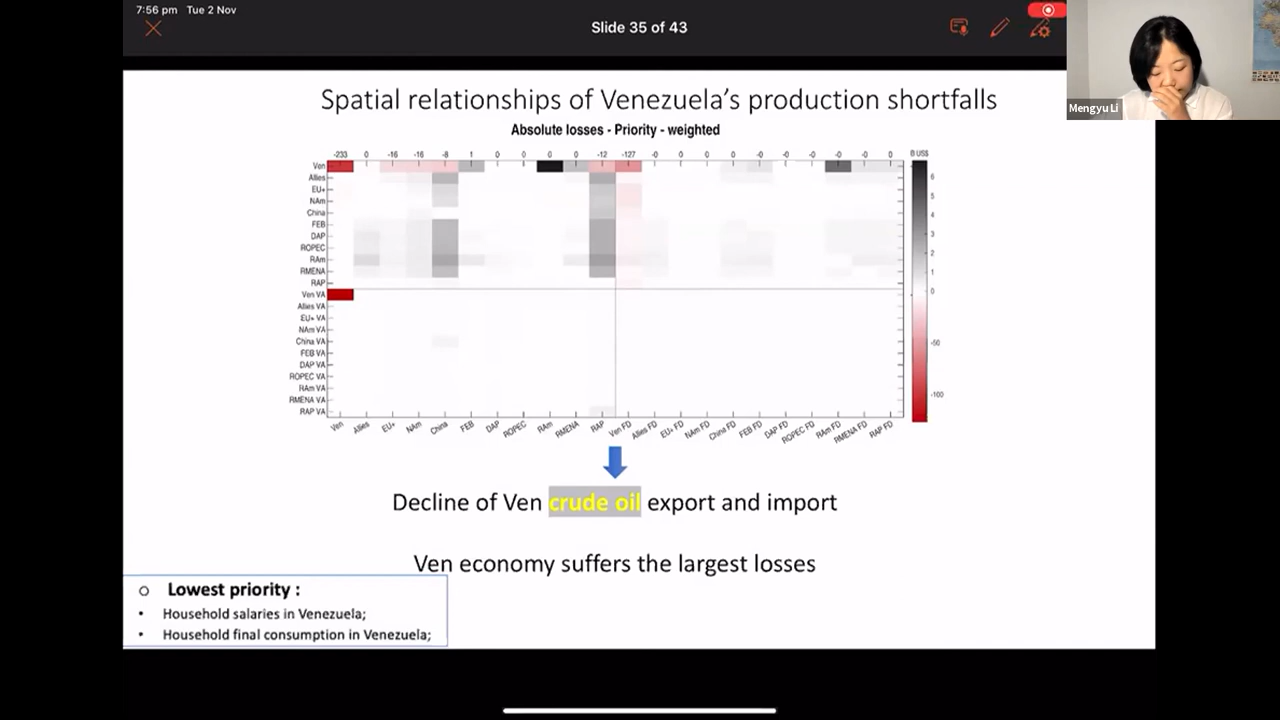 7:56 pm Tue 2 Nov
Slide 35 of 43
Mengyu Li
Spatial relationships of Venezuela's production shortfalls
Absolute losses - Priority - weighted
-233 0 -16 -16 -8 1 0 0 0 0 -12 -127 -0 0 0 0 -0 -0 0 -0 -0 0
B US$
Ven
Allies
EU+
NAm
China
FEB
DAP
ROPEC
RAm
RMENA
RAP
Ven VA
Allies VA
EU+ VA
NAm VA
China VA
FEB VA
DAP VA
ROPEC VA
RAm VA
RMENA VA
RAP VA
6
5
4
3
2
1
0
-50
-100
Ven Allies EU+ NAm China FEB DAP ROPEC RAm RMENA RAP Ven FD Allies FD EU+ FD NAm FD China FD FEB FD DAP FD ROPEC FD RAm FD RMENA FD RAP FD
Decline of Ven crude oil export and import
Ven economy suffers the largest losses
Lowest priority :
• Household salaries in Venezuela;
• Household final consumption in Venezuela;